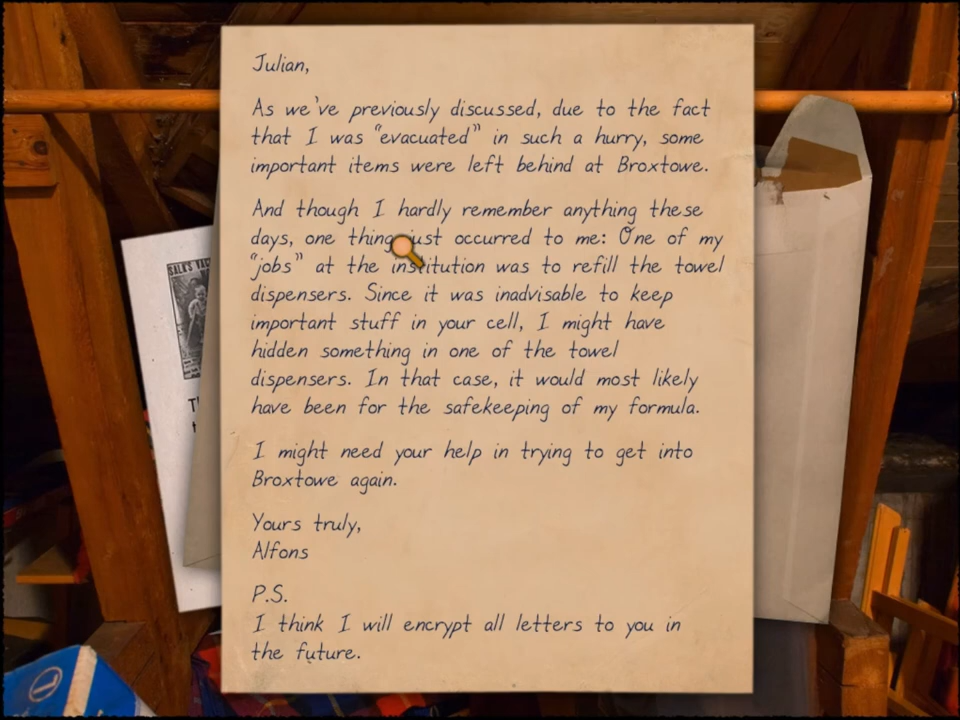 Julian,
As we've previously discussed, due to the fact
that I was "evacuated" in such a hurry, some
important items were left behind at Broxtowe.
And though I hardly remember anything these
days, one thing just occurred to me: One of my
"jobs" at the institution was to refill the towel
dispensers. Since it was inadvisable to keep
important stuff in your cell, I might have
hidden something in one of the towel
dispensers. In that case, it would most likely
have been for the safekeeping of my formula.
I might need your help in trying to get into
Broxtowe again.
Yours truly,
Alfons
P.S.
I think I will encrypt all letters to you in
the future.
SALK'S VAC